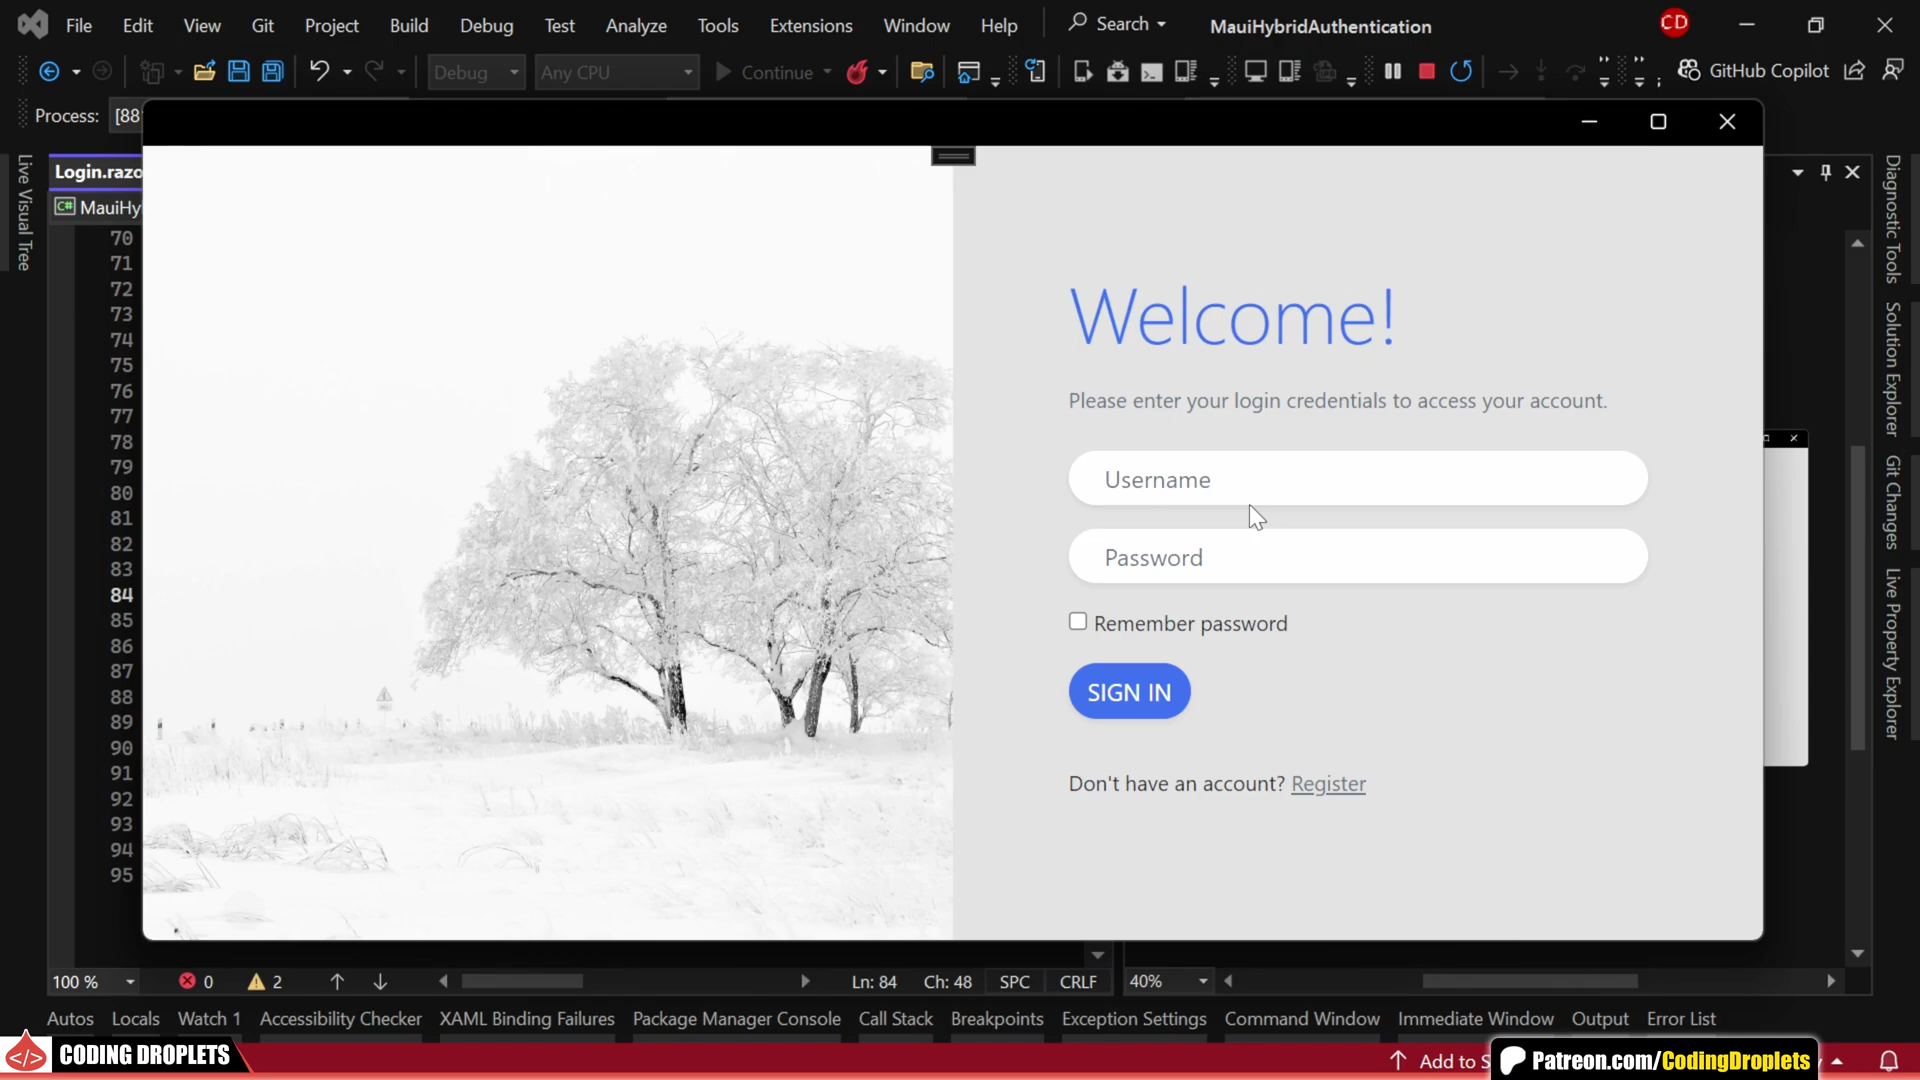 File Edit View Git Project Build Debug Test Analyze Tools Extensions Window Help Search MauiHybridAuthentication CD
Debug Any CPU Continue GitHub Copilot
Process: [88
Live Visual Tree
Login.razo
MauiHy
70
71
72
73
74
75
76
77
78
79
80
81
82
83
84
85
86
87
88
89
90
91
92
93
94
95
Welcome!
Please enter your login credentials to access your account.
Username
Password
Remember password
SIGN IN
Don't have an account? Register
Diagnostic Tools
Solution Explorer
Git Changes
Live Property Explorer
100 % 0 2 Ln: 84 Ch: 48 SPC CRLF 40%
Autos Locals Watch 1 Accessibility Checker XAML Binding Failures Package Manager Console Call Stack Breakpoints Exception Settings Command Window Immediate Window Output Error List
CODING DROPLETS
Add to S
Patreon.com/CodingDroplets